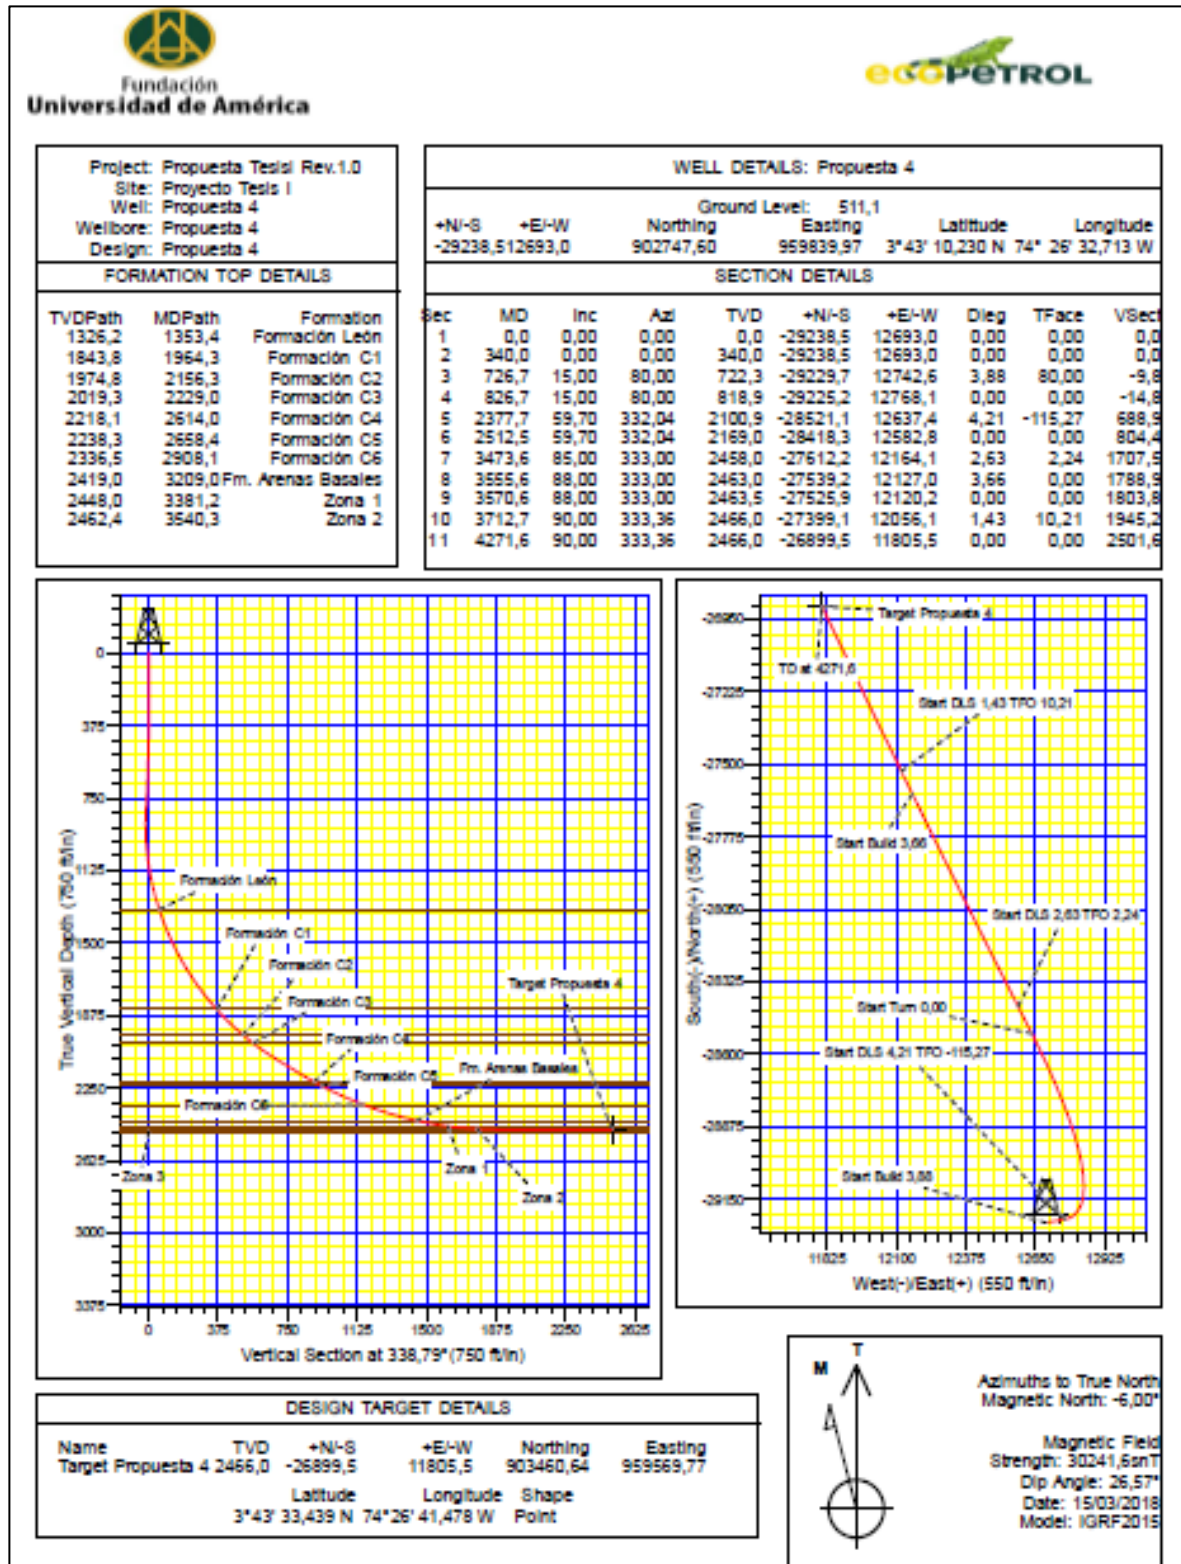 Fundación
Universidad de América
ecoPETROL
Project: Propuesta Tesisi Rev.1.0
Site: Proyecto Tesis I
Well: Propuesta 4
Wellbore: Propuesta 4
Design: Propuesta 4
FORMATION TOP DETAILS
TVDPath MDPath Formation
1326,2 1353,4 Formación León
1843,8 1964,3 Formación C1
1974,8 2156,3 Formación C2
2019,3 2229,0 Formación C3
2218,1 2614,0 Formación C4
2238,3 2658,4 Formación C5
2336,5 2908,1 Formación C6
2419,0 3209,0 Fm. Arenas Basales
2448,0 3381,2 Zona 1
2462,4 3540,3 Zona 2
WELL DETAILS: Propuesta 4
Ground Level: 511,1
+N/-S +E/-W Northing Easting Latitude Longitude
-29238,512693,0 902747,60 959839,97 3°43' 10,230 N 74° 26' 32,713 W
SECTION DETAILS
Sec MD Inc Azi TVD +N/-S +E/-W Dleg TFace VSect
1 0,0 0,00 0,00 0,0 -29238,5 12693,0 0,00 0,00 0,0
2 340,0 0,00 0,00 340,0 -29238,5 12693,0 0,00 0,00 0,0
3 726,7 15,00 80,00 722,3 -29229,7 12742,6 3,88 80,00 -9,8
4 826,7 15,00 80,00 818,9 -29225,2 12768,1 0,00 0,00 -14,8
5 2377,7 59,70 332,04 2100,9 -28521,1 12637,4 4,21 -115,27 688,9
6 2512,5 59,70 332,04 2169,0 -28418,3 12582,8 0,00 0,00 804,4
7 3473,6 85,00 333,00 2458,0 -27612,2 12164,1 2,63 2,24 1707,5
8 3555,6 88,00 333,00 2463,0 -27539,2 12127,0 3,66 0,00 1788,9
9 3570,6 88,00 333,00 2463,5 -27525,9 12120,2 0,00 0,00 1803,8
10 3712,7 90,00 333,36 2466,0 -27399,1 12056,1 1,43 10,21 1945,2
11 4271,6 90,00 333,36 2466,0 -26899,5 11805,5 0,00 0,00 2501,6
True Vertical Depth (750 ft/in)
0
375
750
1125
1500
1875
2250
2625
3000
3375
Formación León
Formación C1
Formación C2
Formación C3
Formación C4
Formación C5
Formación C6
Fm. Arenas Basales
Target Propuesta 4
Zona 3
Zona 1
Zona 2
0 375 750 1125 1500 1875 2250 2625
Vertical Section at 338,79° (750 ft/in)
South(-)/North(+) (550 ft/in)
-26950
-27225
-27500
-27775
-28050
-28325
-28600
-28875
-29150
Target Propuesta 4
TD at 4271,6
Start DLS 1,43 TFO 10,21
Start Build 3,66
Start DLS 2,63 TFO 2,24
Start Turn 0,00
Start DLS 4,21 TFO -115,27
Start Build 3,88
11825 12100 12375 12650 12925
West(-)/East(+) (550 ft/in)
DESIGN TARGET DETAILS
Name TVD +N/-S +E/-W Northing Easting
Target Propuesta 4 2466,0 -26899,5 11805,5 903460,64 959569,77
Latitude Longitude Shape
3°43' 33,439 N 74°26' 41,478 W Point
T
M
Azimuths to True North
Magnetic North: -6,00°
Magnetic Field
Strength: 30241,6snT
Dip Angle: 26,57°
Date: 15/03/2018
Model: IGRF2015